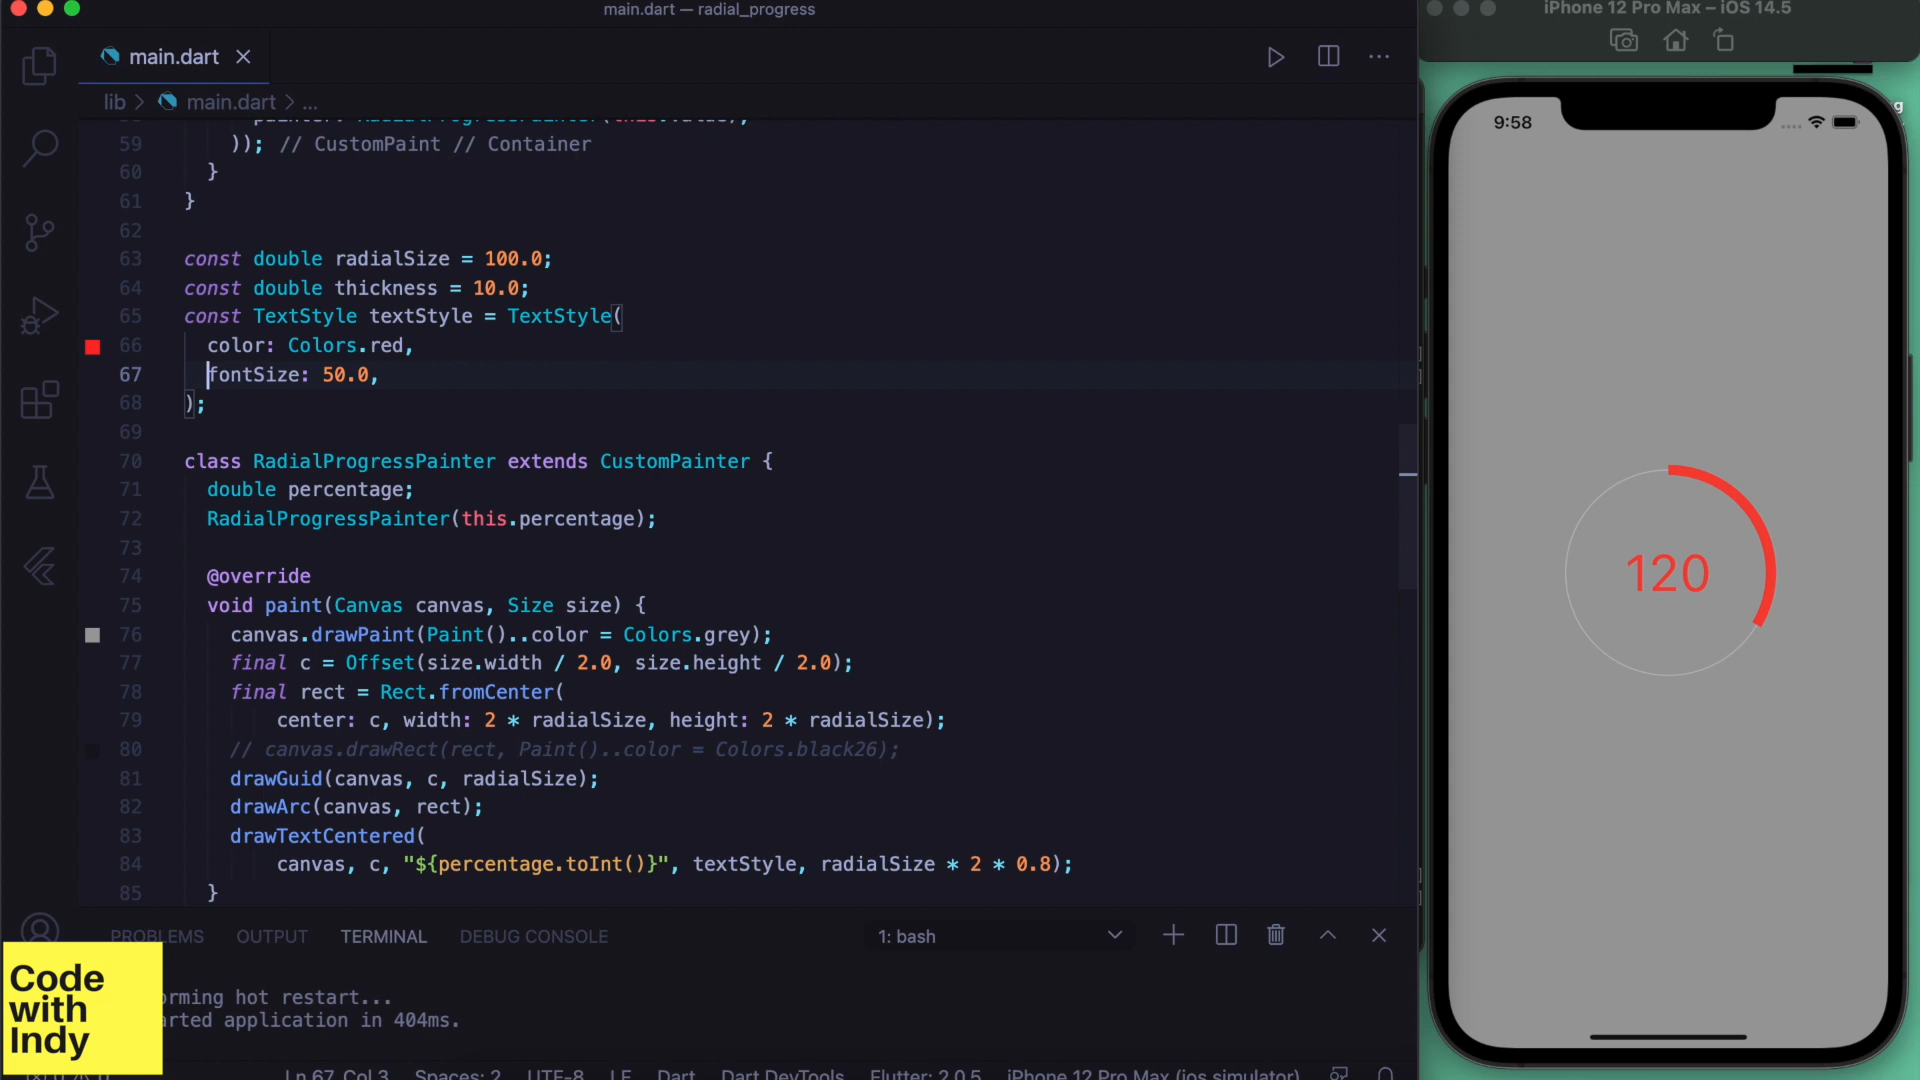 main.dart — radial_progress
main.dart
lib > main.dart > ...
59 )); // CustomPaint // Container
60 }
61 }
62
63 const double radialSize = 100.0;
64 const double thickness = 10.0;
65 const TextStyle textStyle = TextStyle(
66 color: Colors.red,
67 fontSize: 50.0,
68 );
69
70 class RadialProgressPainter extends CustomPainter {
71 double percentage;
72 RadialProgressPainter(this.percentage);
73
74 @override
75 void paint(Canvas canvas, Size size) {
76 canvas.drawPaint(Paint()..color = Colors.grey);
77 final c = Offset(size.width / 2.0, size.height / 2.0);
78 final rect = Rect.fromCenter(
79 center: c, width: 2 * radialSize, height: 2 * radialSize);
80 // canvas.drawRect(rect, Paint()..color = Colors.black26);
81 drawGuid(canvas, c, radialSize);
82 drawArc(canvas, rect);
83 drawTextCentered(
84 canvas, c, "${percentage.toInt()}", textStyle, radialSize * 2 * 0.8);
85 }
PROBLEMS OUTPUT TERMINAL DEBUG CONSOLE 1: bash
orming hot restart...
arted application in 404ms.
Code
with
Indy
Ln 67, Col 3 Spaces: 2 UTF-8 LF Dart Dart DevTools Flutter: 2.0.5 iPhone 12 Pro Max (ios simulator)
iPhone 12 Pro Max – iOS 14.5
9:58
120